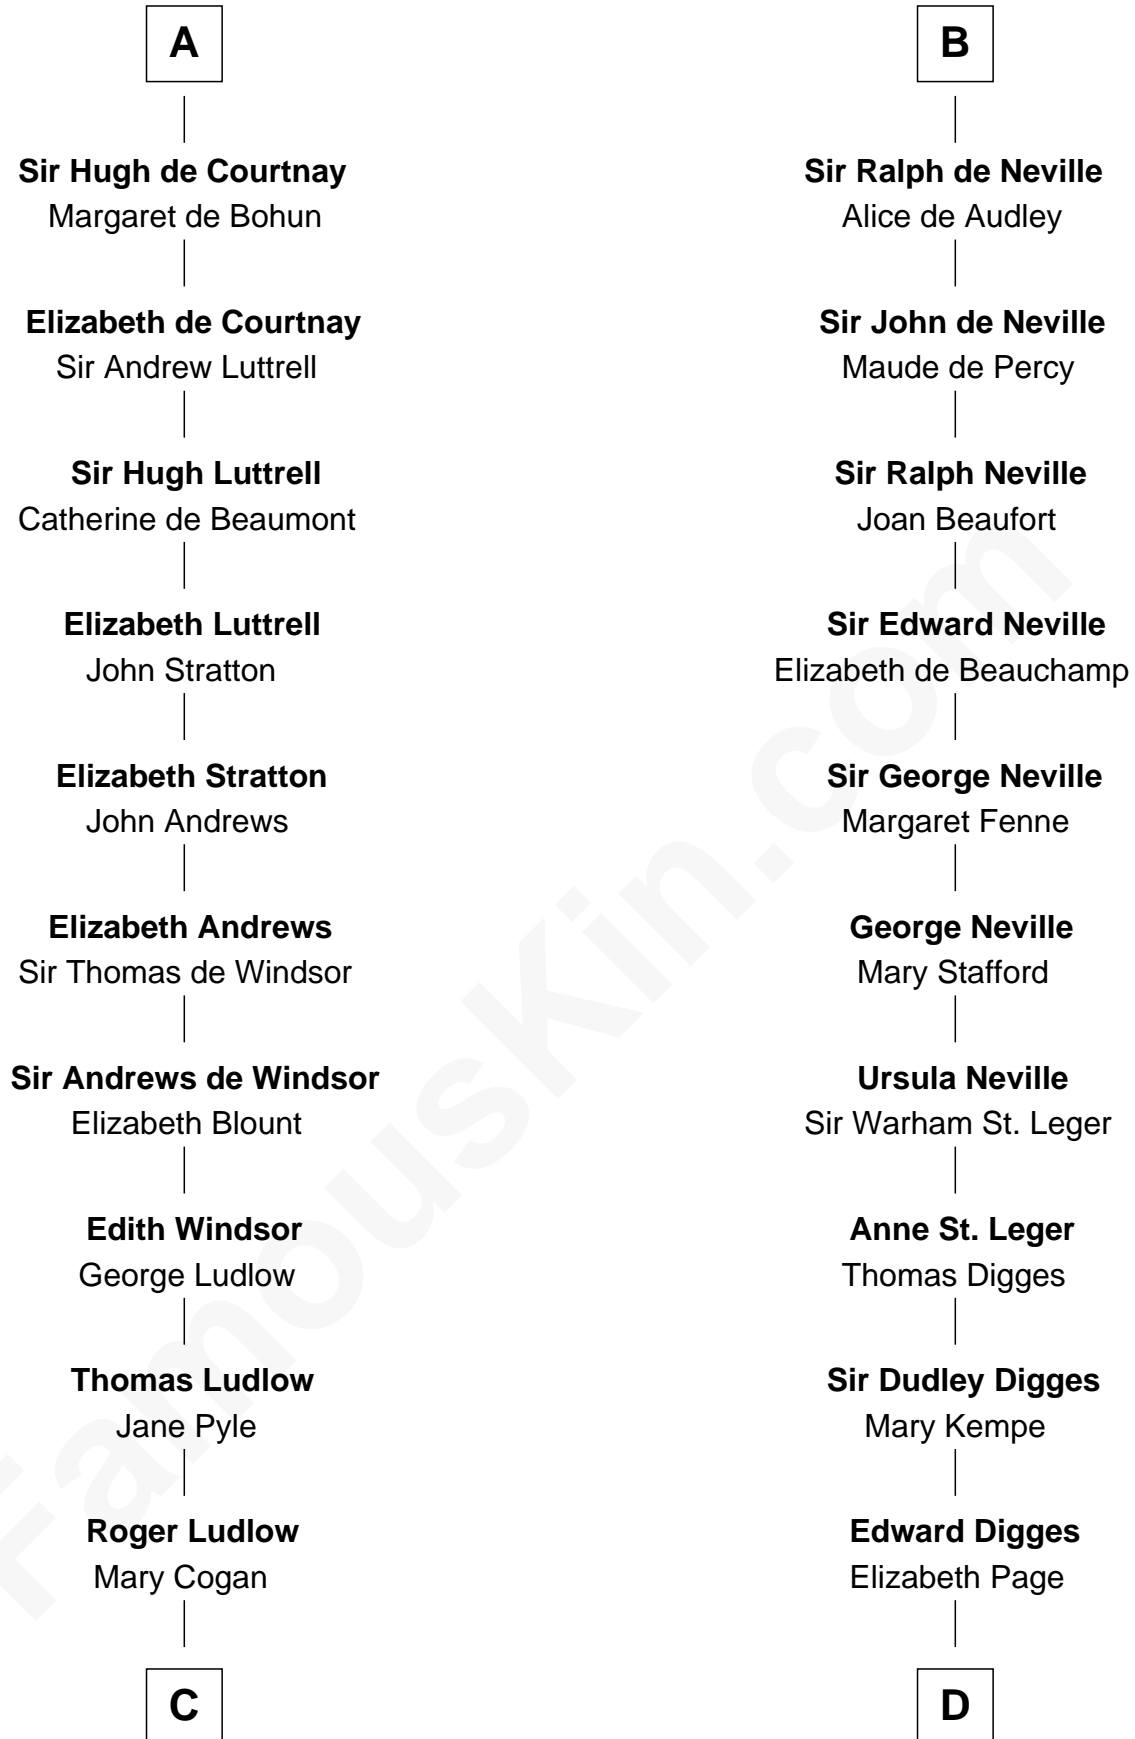 A
Sir Hugh de Courtnay
Margaret de Bohun
Elizabeth de Courtnay
Sir Andrew Luttrell
Sir Hugh Luttrell
Catherine de Beaumont
Elizabeth Luttrell
John Stratton
Elizabeth Stratton
John Andrews
Elizabeth Andrews
Sir Thomas de Windsor
Sir Andrews de Windsor
Elizabeth Blount
Edith Windsor
George Ludlow
Thomas Ludlow
Jane Pyle
Roger Ludlow
Mary Cogan
C
B
Sir Ralph de Neville
Alice de Audley
Sir John de Neville
Maude de Percy
Sir Ralph Neville
Joan Beaufort
Sir Edward Neville
Elizabeth de Beauchamp
Sir George Neville
Margaret Fenne
George Neville
Mary Stafford
Ursula Neville
Sir Warham St. Leger
Anne St. Leger
Thomas Digges
Sir Dudley Digges
Mary Kempe
Edward Digges
Elizabeth Page
D
FamousKin.com